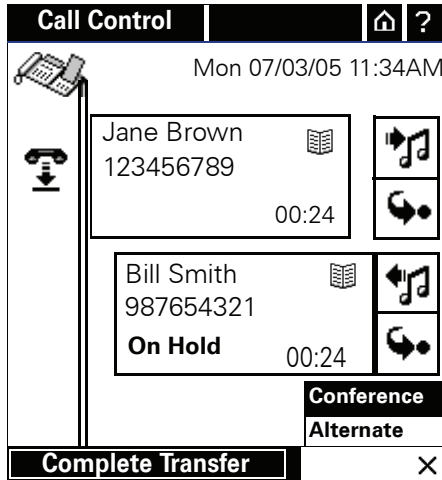 Call Control ?
Mon 07/03/05 11:34AM
Jane Brown
123456789
00:24
Bill Smith
987654321
On Hold
00:24
Conference
Alternate
Complete Transfer